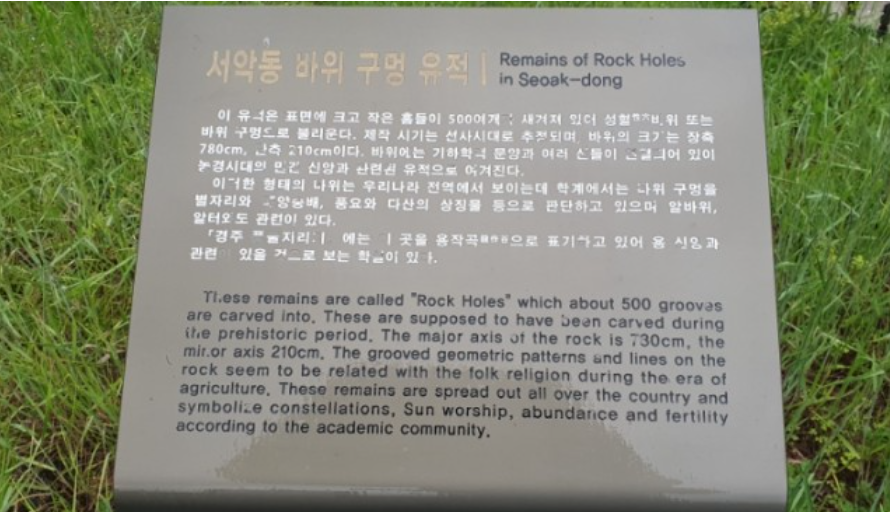 서악동 바위 구멍 유적
Remains of Rock Holes
in Seoak-dong
이 유적은 표면에 크고 작은 홈들이 500여개 새겨져 있어 성혈 바위 또는
바위 구멍으로 불리운다. 제작 시기는 선사시대로 추정되며, 바위의 크기는 장축
780cm, 단축 210cm이다. 바위에는 기하학적 문양과 여러 선들이 연결되어 있어
농경시대의 민간 신앙과 관련된 유적으로 여겨진다.
이러한 형태의 바위는 우리나라 전역에서 보이는데 학계에서는 바위 구멍을
별자리와 풍요와 다산의 상징물 등으로 판단하고 있으며 알바위,
알터와도 관련이 있다.
「경주 에는 이 곳을 용작곡으로 표기하고 있어 용 신앙과
관련이 있을 것으로 보는 학설이 있다.
These remains are called "Rock Holes" which about 500 grooves
are carved into. These are supposed to have been carved during
the prehistoric period. The major axis of the rock is 730cm, the
minor axis 210cm. The grooved geometric patterns and lines on the
rock seem to be related with the folk religion during the era of
agriculture. These remains are spread out all over the country and
symbolize constellations, Sun worship, abundance and fertility
according to the academic community.